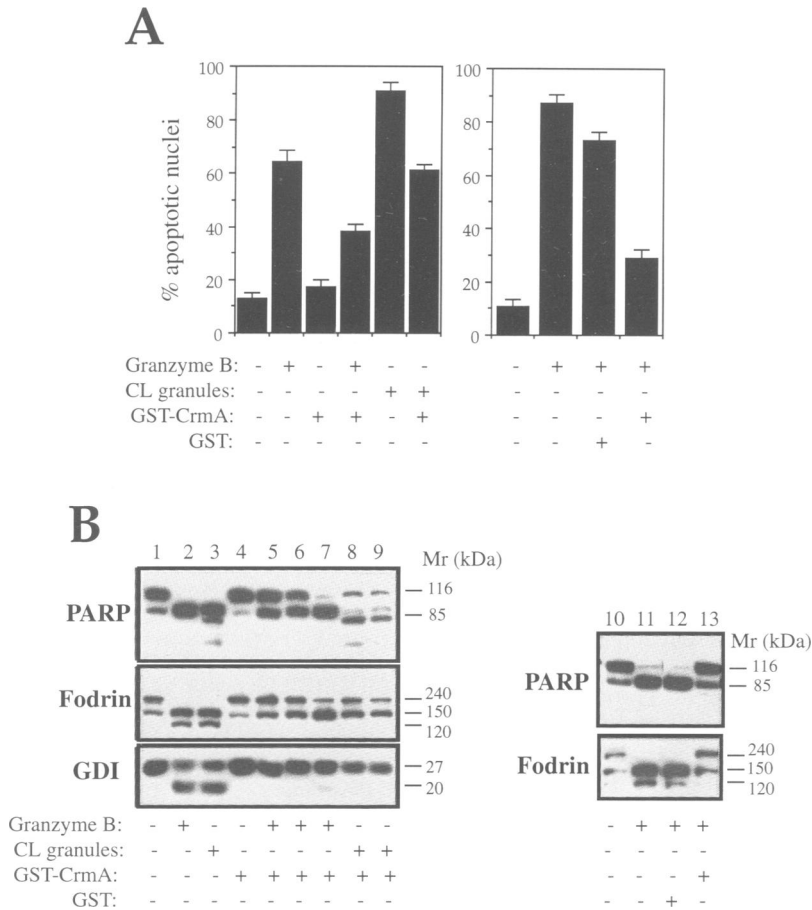 A
% apoptotic nuclei
100
80
60
40
20
0
100
80
60
40
20
0
Granzyme B: - + - + - - - + + +
CL granules: - - - - + + - - - -
GST-CrmA: - - + + - + - - - +
GST: - - - - - - - - + -
B
1 2 3 4 5 6 7 8 9 Mr (kDa)
PARP
116
85
Fodrin
240
150
120
GDI
27
20
Granzyme B: - + - - + + + - -
CL granules: - - + - - - - + +
GST-CrmA: - - - + + + + + +
GST: - - - - - - - - -
10 11 12 13
Mr (kDa)
PARP
116
85
Fodrin
240
150
120
- + + +
- - - -
- - - +
- - + -